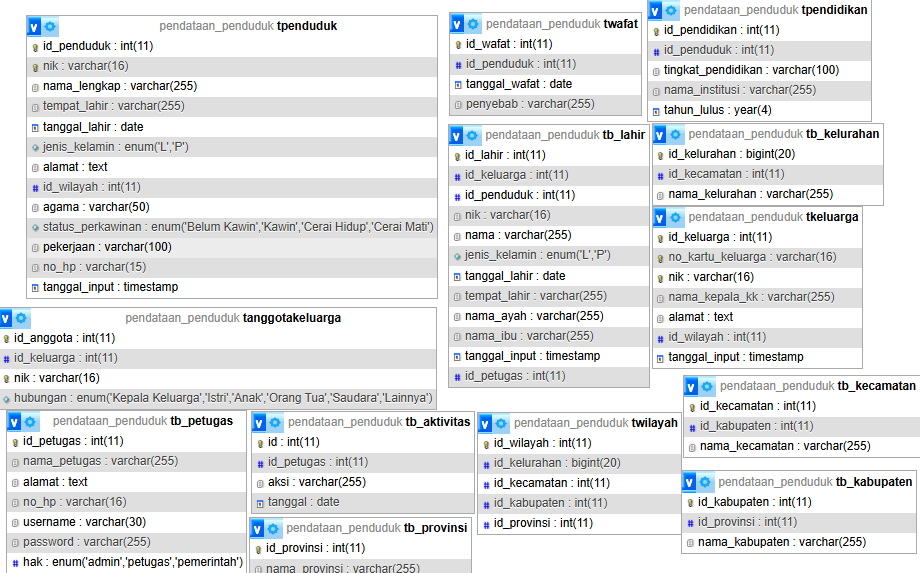 pendataan_penduduk tpenduduk
id_penduduk : int(11)
nik : varchar(16)
nama_lengkap : varchar(255)
tempat_lahir : varchar(255)
tanggal_lahir : date
jenis_kelamin : enum('L','P')
alamat : text
id_wilayah : int(11)
agama : varchar(50)
status_perkawinan : enum('Belum Kawin','Kawin','Cerai Hidup','Cerai Mati')
pekerjaan : varchar(100)
no_hp : varchar(15)
tanggal_input : timestamp
pendataan_penduduk twafat
id_wafat : int(11)
id_penduduk : int(11)
tanggal_wafat : date
penyebab : varchar(255)
pendataan_penduduk tpendidikan
id_pendidikan : int(11)
id_penduduk : int(11)
tingkat_pendidikan : varchar(100)
nama_institusi : varchar(255)
tahun_lulus : year(4)
pendataan_penduduk tb_lahir
id_lahir : int(11)
id_keluarga : int(11)
id_penduduk : int(11)
nik : varchar(16)
nama : varchar(255)
jenis_kelamin : enum('L','P')
tanggal_lahir : date
tempat_lahir : varchar(255)
nama_ayah : varchar(255)
nama_ibu : varchar(255)
tanggal_input : timestamp
id_petugas : int(11)
pendataan_penduduk tb_kelurahan
id_kelurahan : bigint(20)
id_kecamatan : int(11)
nama_kelurahan : varchar(255)
pendataan_penduduk tkeluarga
id_keluarga : int(11)
no_kartu_keluarga : varchar(16)
nik : varchar(16)
nama_kepala_kk : varchar(255)
alamat : text
id_wilayah : int(11)
tanggal_input : timestamp
pendataan_penduduk tanggotakeluarga
id_anggota : int(11)
id_keluarga : int(11)
nik : varchar(16)
hubungan : enum('Kepala Keluarga','Istri','Anak','Orang Tua','Saudara','Lainnya')
pendataan_penduduk tb_petugas
id_petugas : int(11)
nama_petugas : varchar(255)
alamat : text
no_hp : varchar(16)
username : varchar(30)
password : varchar(255)
hak : enum('admin','petugas','pemerintah')
pendataan_penduduk tb_aktivitas
id : int(11)
id_petugas : int(11)
aksi : varchar(255)
tanggal : date
pendataan_penduduk tb_provinsi
id_provinsi : int(11)
nama_provinsi : varchar(255)
pendataan_penduduk twilayah
id_wilayah : int(11)
id_kelurahan : bigint(20)
id_kecamatan : int(11)
id_kabupaten : int(11)
id_provinsi : int(11)
pendataan_penduduk tb_kecamatan
id_kecamatan : int(11)
id_kabupaten : int(11)
nama_kecamatan : varchar(255)
pendataan_penduduk tb_kabupaten
id_kabupaten : int(11)
id_provinsi : int(11)
nama_kabupaten : varchar(255)